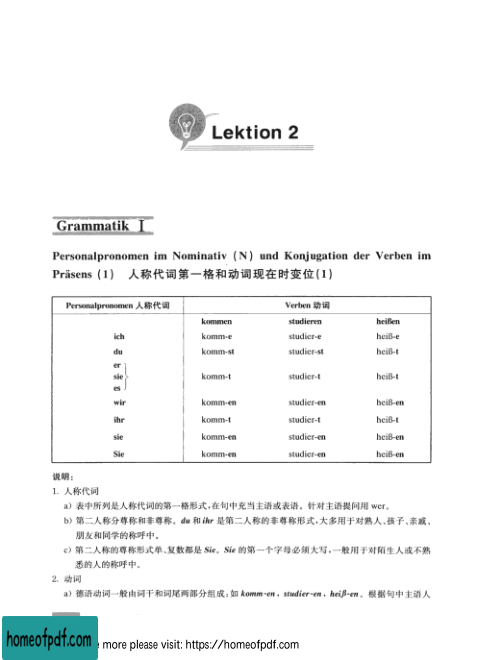 Lektion 2
Grammatik I
Personalpronomen im Nominativ (N) und Konjugation der Verben im
Präsens (1) 人称代词第一格和动词现在时变位(1)
Personalpronomen 人称代词 Verben 动词
kommen studieren heißen
ich komm-e studier-e heiß-e
du komm-st studier-st heiß-t
er
sie komm-t studier-t heiß-t
es
wir komm-en studier-en heiß-en
ihr komm-t studier-t heiß-t
sie komm-en studier-en heiß-en
Sie komm-en studier-en heiß-en
说明：
1. 人称代词
a) 表中所列是人称代词的第一格形式，在句中充当主语或表语。针对主语提问用 wer。
b) 第二人称分尊称和非尊称。du 和 ihr 是第二人称的非尊称形式，大多用于对熟人、孩子、亲戚、
朋友和同学的称呼中。
c) 第二人称的尊称形式单、复数都是 Sie。Sie 的第一个字母必须大写，一般用于对陌生人或不熟
悉的人的称呼中。
2. 动词
a) 德语动词一般由词干和词尾两部分组成：如 komm-en，studier-en，heiß-en。根据句中主语人
homeofpdf.com
e more please visit: https://homeofpdf.com